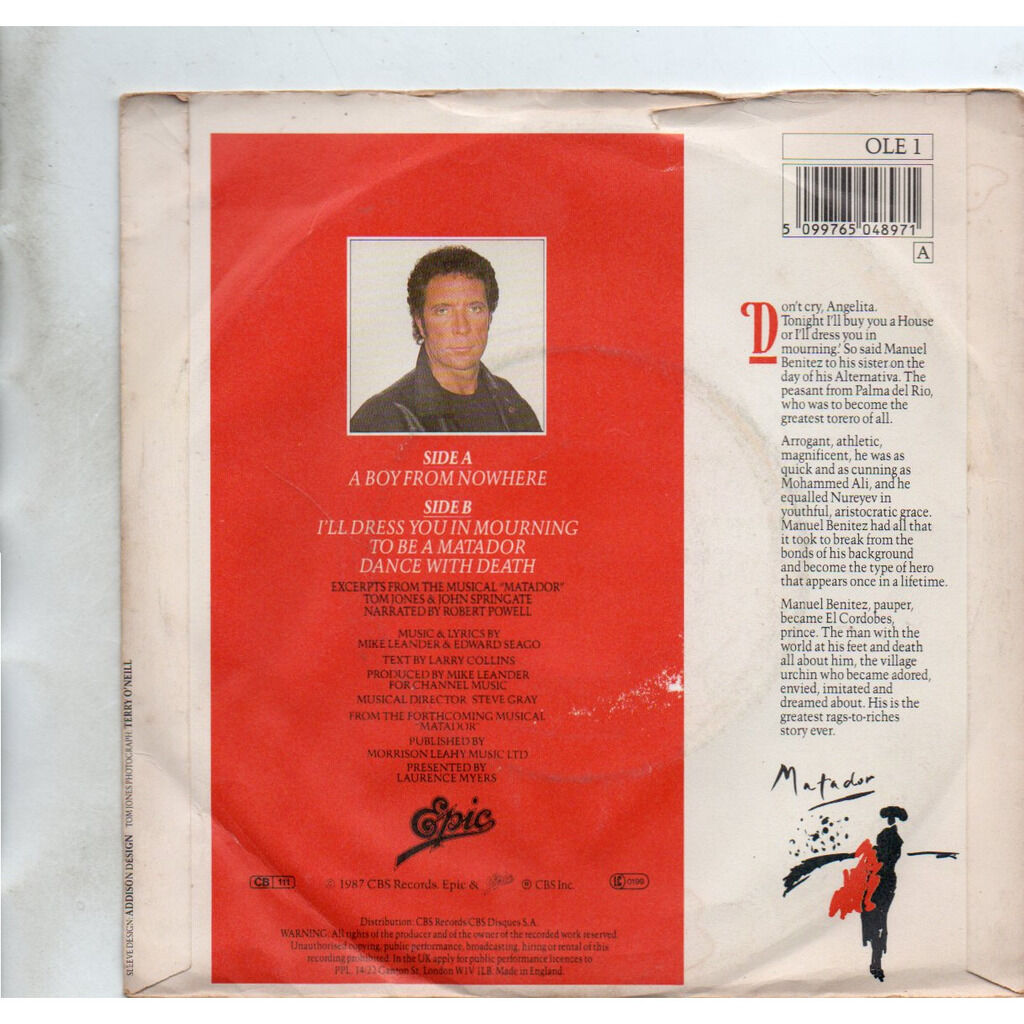 OLE 1
5 099765 048971
A
Don't cry, Angelita.
Tonight I'll buy you a House
or I'll dress you in
mourning.' So said Manuel
Benitez to his sister on the
day of his Alternativa. The
peasant from Palma del Rio,
who was to become the
greatest torero of all.
Arrogant, athletic,
magnificent, he was as
quick and as cunning as
Mohammed Ali, and he
equalled Nureyev in
youthful, aristocratic grace.
Manuel Benitez had all that
it took to break from the
bonds of his background
and become the type of hero
that appears once in a lifetime.
Manuel Benitez, pauper,
became El Cordobes,
prince. The man with the
world at his feet and death
all about him, the village
urchin who became adored,
envied, imitated and
dreamed about. His is the
greatest rags-to-riches
story ever.
Matador
SIDE A
A BOY FROM NOWHERE
SIDE B
I'LL DRESS YOU IN MOURNING
TO BE A MATADOR
DANCE WITH DEATH
EXCERPTS FROM THE MUSICAL "MATADOR"
TOM JONES & JOHN SPRINGATE
NARRATED BY ROBERT POWELL
MUSIC & LYRICS BY
MIKE LEANDER & EDWARD SEAGO
TEXT BY LARRY COLLINS
PRODUCED BY MIKE LEANDER
FOR CHANNEL MUSIC
MUSICAL DIRECTOR STEVE GRAY
FROM THE FORTHCOMING MUSICAL
"MATADOR"
PUBLISHED BY
MORRISON LEAHY MUSIC LTD
PRESENTED BY
LAURENCE MYERS
Epic
CB 111 © 1987 CBS Records. Epic & Epic ® CBS Inc. LC 0199
Distribution: CBS Records/CBS Disques S.A.
WARNING: All rights of the producer and of the owner of the recorded work reserved.
Unauthorised copying, public performance, broadcasting, hiring or rental of this
recording prohibited. In the UK apply for public performance licences to
PPL, 14/22 Ganton St, London W1V 1LB. Made in England.
SLEEVE DESIGN: ADDISON DESIGN TOM JONES PHOTOGRAPH: TERRY O'NEILL